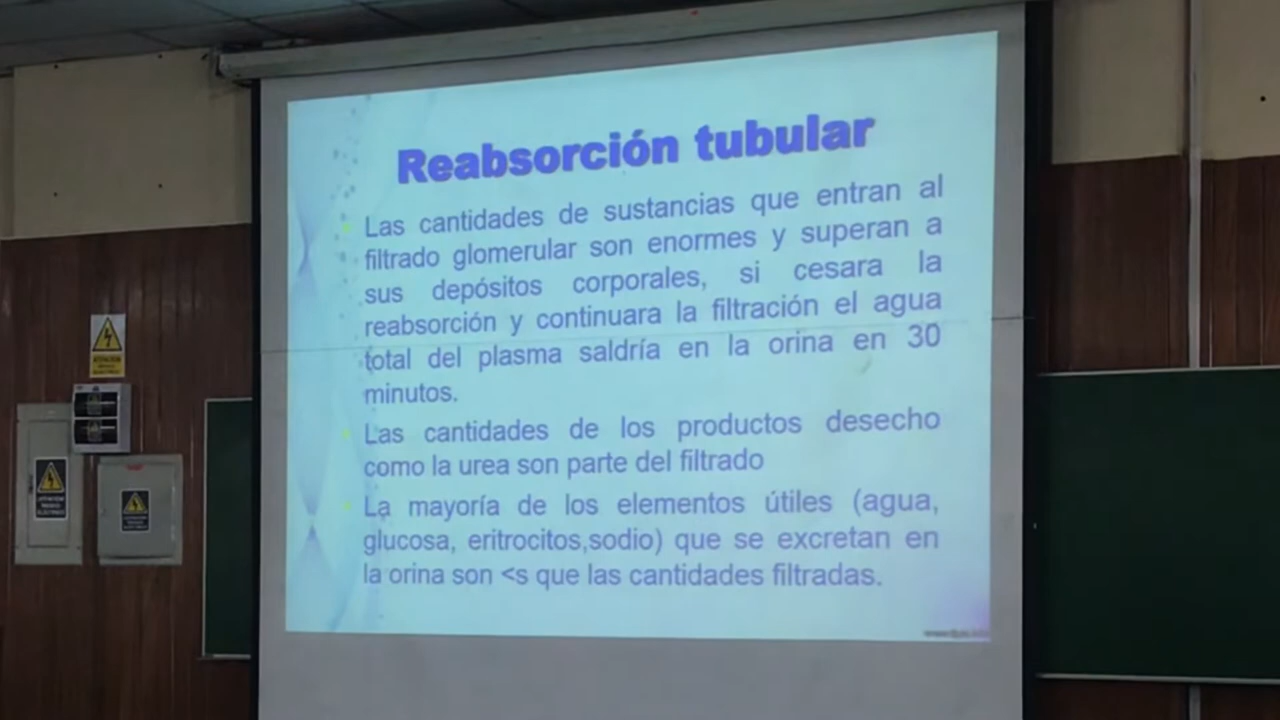 Reabsorción tubular
Las cantidades de sustancias que entran al
filtrado glomerular son enormes y superan a
sus depósitos corporales, si cesara la
reabsorción y continuara la filtración el agua
total del plasma saldría en la orina en 30
minutos.
Las cantidades de los productos desecho
como la urea son parte del filtrado
La mayoría de los elementos útiles (agua,
glucosa, eritrocitos,sodio) que se excretan en
la orina son <s que las cantidades filtradas.